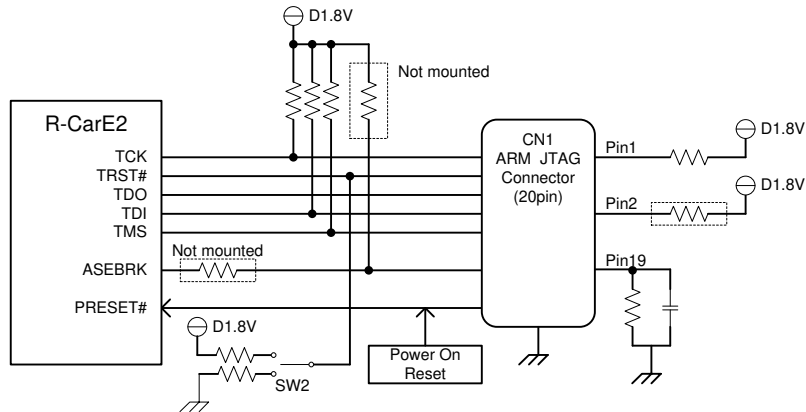 D1.8V
Not mounted
R-CarE2
TCK
TRST#
TDO
TDI
TMS
ASEBRK
PRESET#
Not mounted
CN1
ARM JTAG
Connector
(20pin)
Pin1
D1.8V
Pin2
D1.8V
Pin19
D1.8V
SW2
Power On
Reset